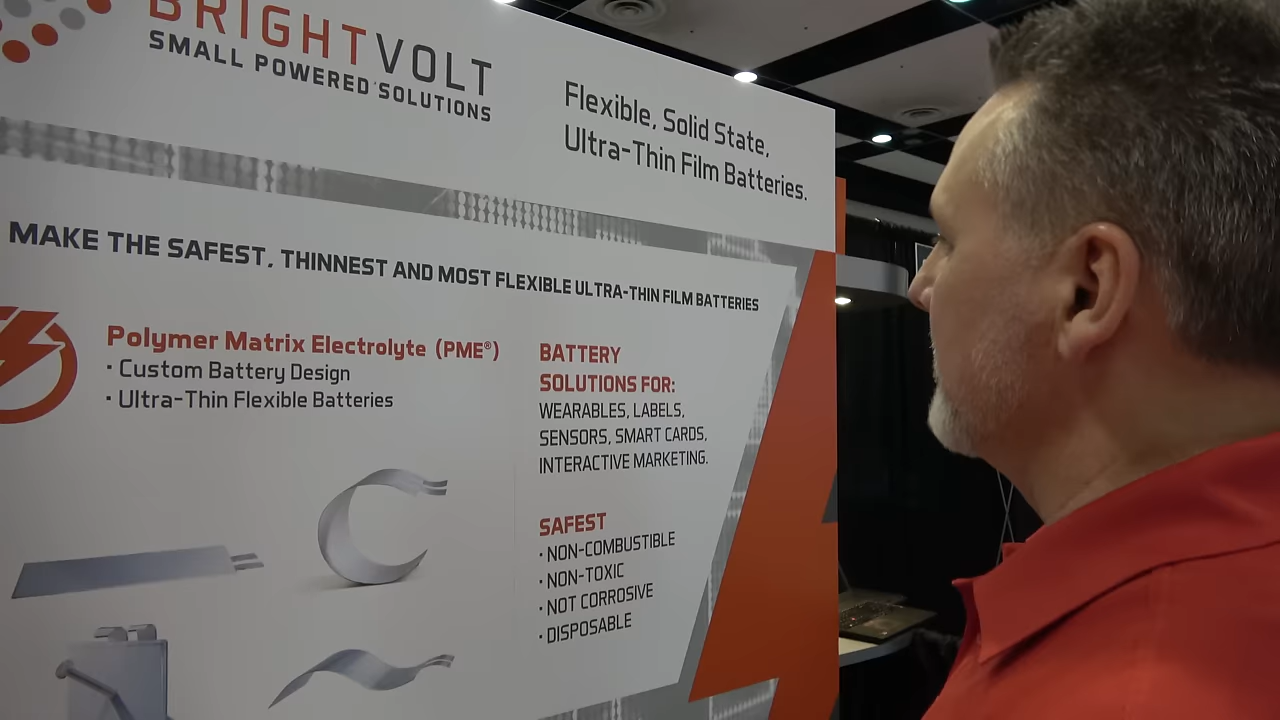 BRIGHTVOLT
SMALL POWERED SOLUTIONS
Flexible, Solid State,
Ultra-Thin Film Batteries.
MAKE THE SAFEST, THINNEST AND MOST FLEXIBLE ULTRA-THIN FILM BATTERIES
Polymer Matrix Electrolyte (PME®)
· Custom Battery Design
· Ultra-Thin Flexible Batteries
BATTERY
SOLUTIONS FOR:
WEARABLES, LABELS,
SENSORS, SMART CARDS,
INTERACTIVE MARKETING.
SAFEST
· NON-COMBUSTIBLE
· NON-TOXIC
· NOT CORROSIVE
· DISPOSABLE